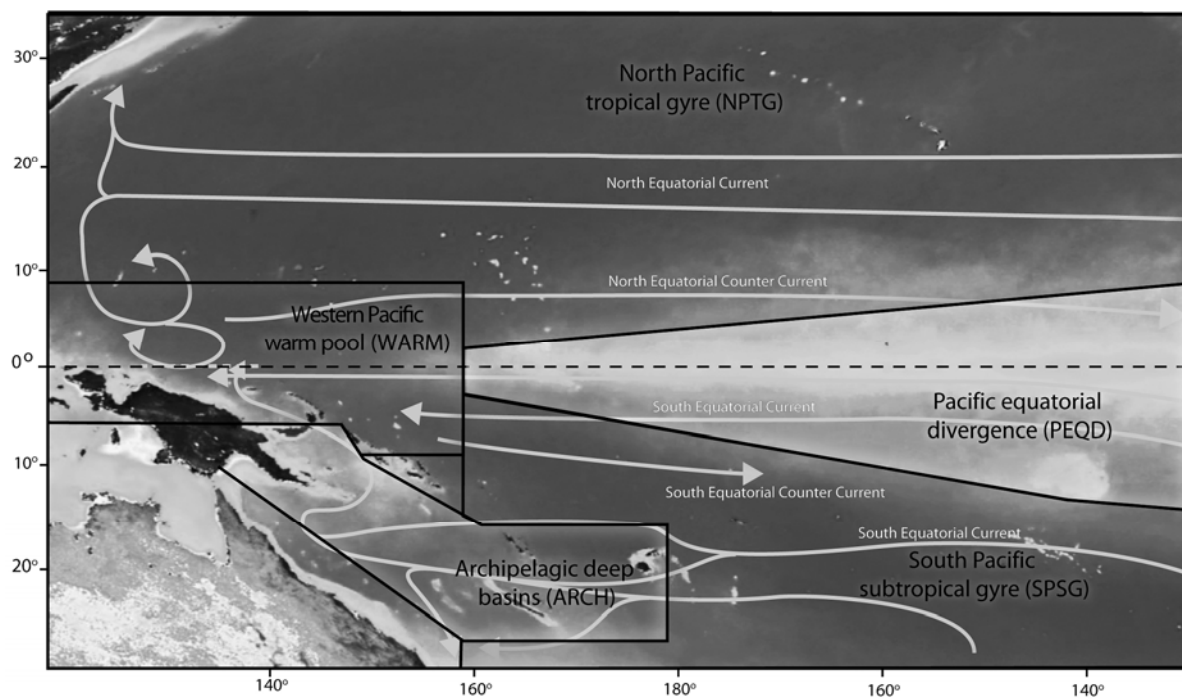 30°
North Pacific
tropical gyre (NPTG)
20°
North Equatorial Current
10°
North Equatorial Counter Current
Western Pacific
warm pool (WARM)
0°
South Equatorial Current
Pacific equatorial
divergence (PEQD)
10°
South Equatorial Counter Current
South Equatorial Current
South Pacific
subtropical gyre (SPSG)
20°
Archipelagic deep
basins (ARCH)
140°
160°
180°
160°
140°